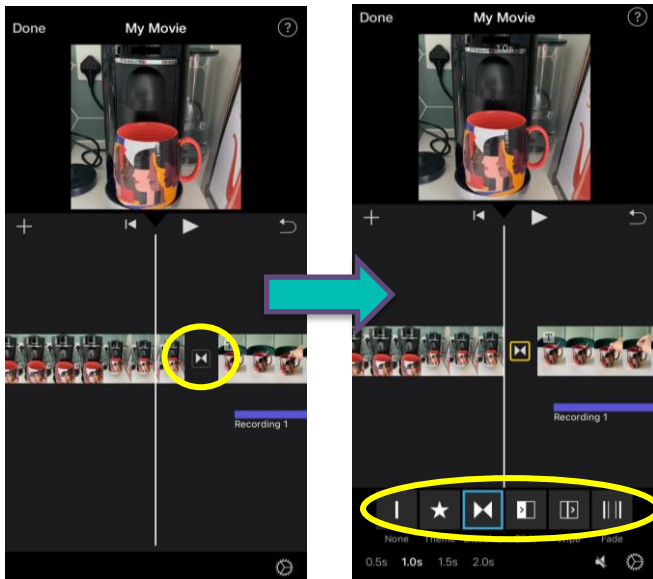 Done My Movie ?
T
Recording 1
Done My Movie ?
1.0s
T
Recording 1
None Theme Wipe Fade
0.5s 1.0s 1.5s 2.0s